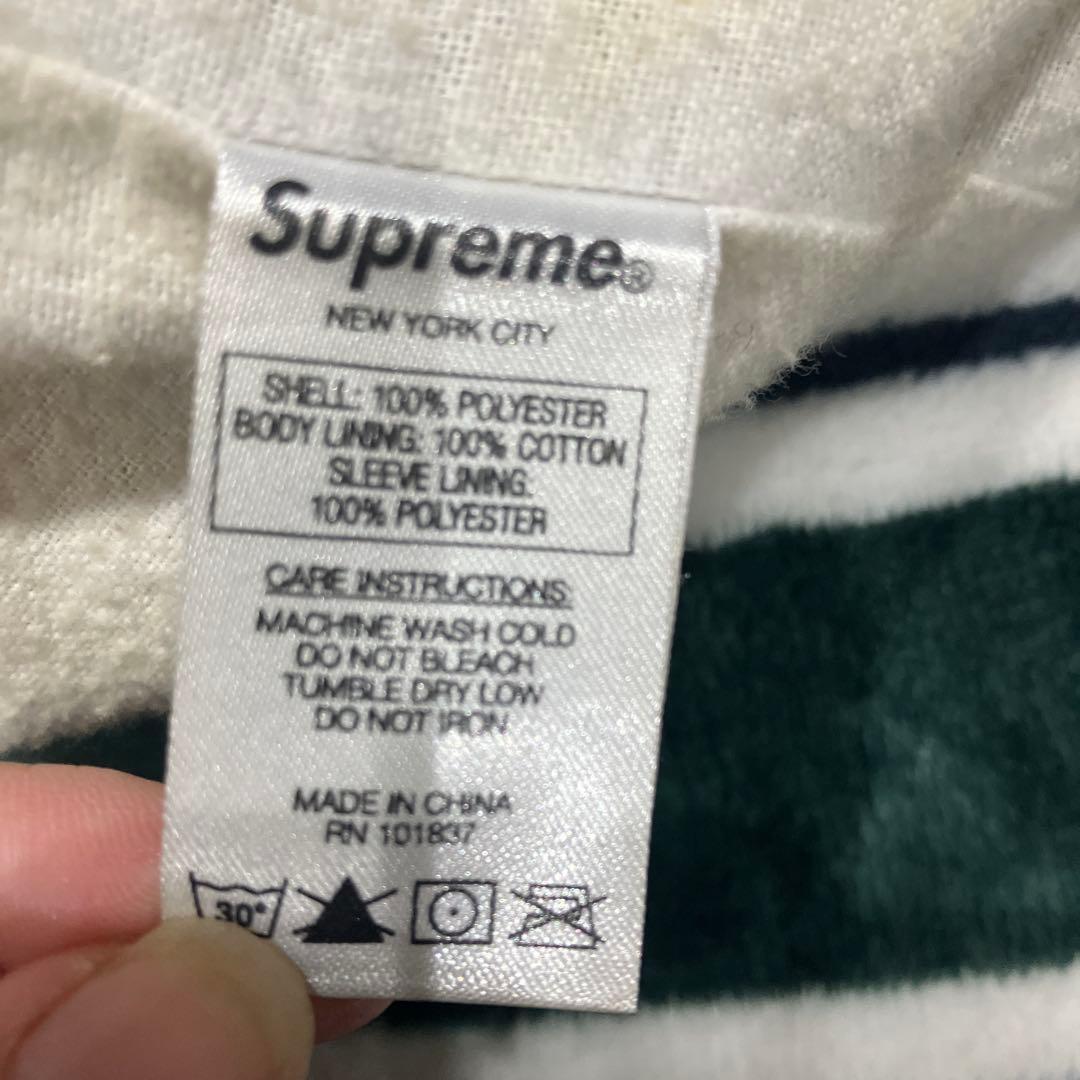 Supreme®
NEW YORK CITY
SHELL: 100% POLYESTER
BODY LINING: 100% COTTON
SLEEVE LINING:
100% POLYESTER
CARE INSTRUCTIONS:
MACHINE WASH COLD
DO NOT BLEACH
TUMBLE DRY LOW
DO NOT IRON
MADE IN CHINA
RN 101837
30°